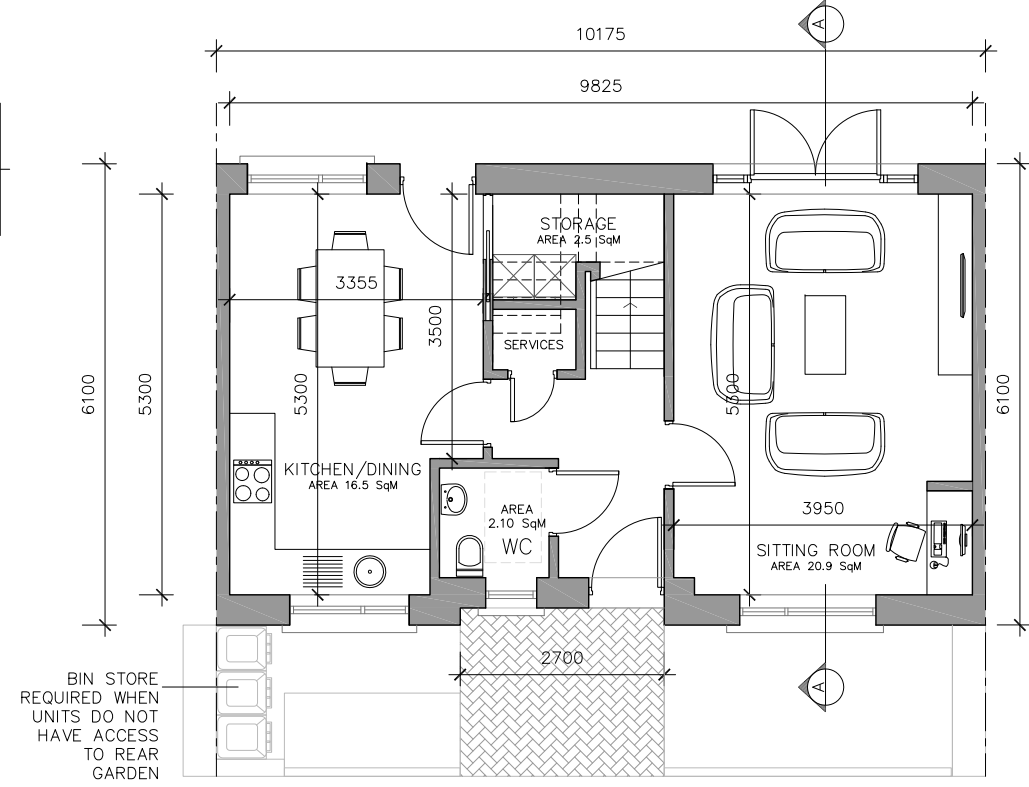 A
10175
9825
STORAGE
AREA 2.5 SqM
3355
3500
SERVICES
6100
5300
5300
5300
6100
KITCHEN/DINING
AREA 16.5 SqM
AREA
2.10 SqM
WC
3950
SITTING ROOM
AREA 20.9 SqM
2700
A
BIN STORE
REQUIRED WHEN
UNITS DO NOT
HAVE ACCESS
TO REAR
GARDEN